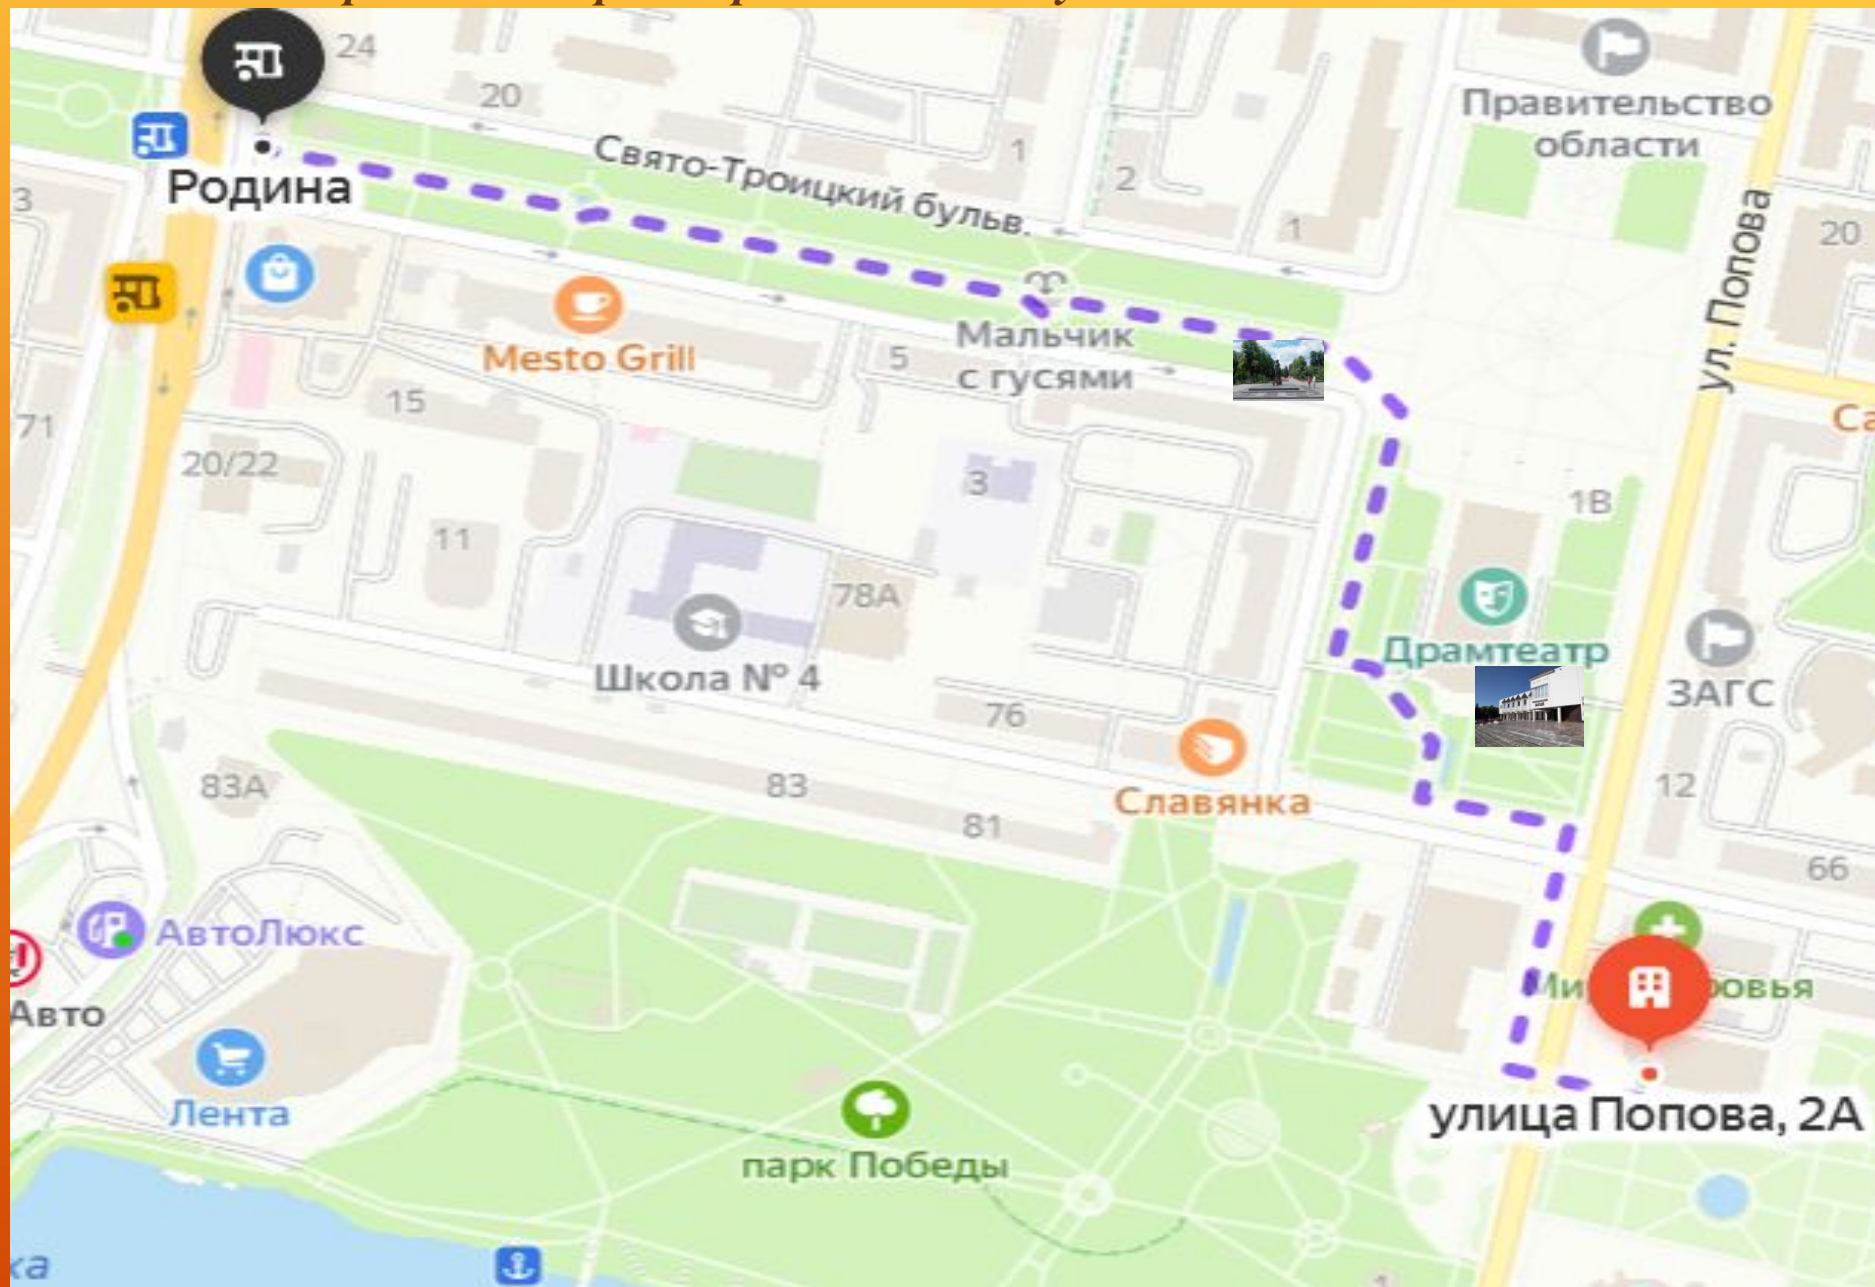 24
20
Свято-Троицкий бульв.
1
2
1
Правительство
области
20
ул. Попова
3
Родина
Mesto Grill
5
Мальчик
с гусями
15
71
20/22
11
3
1В
78А
Школа № 4
Драмтеатр
ЗАГС
76
83А
83
Славянка
12
81
66
АвтоЛюкс
Авто
Лента
парк Победы
улица Попова, 2А
1